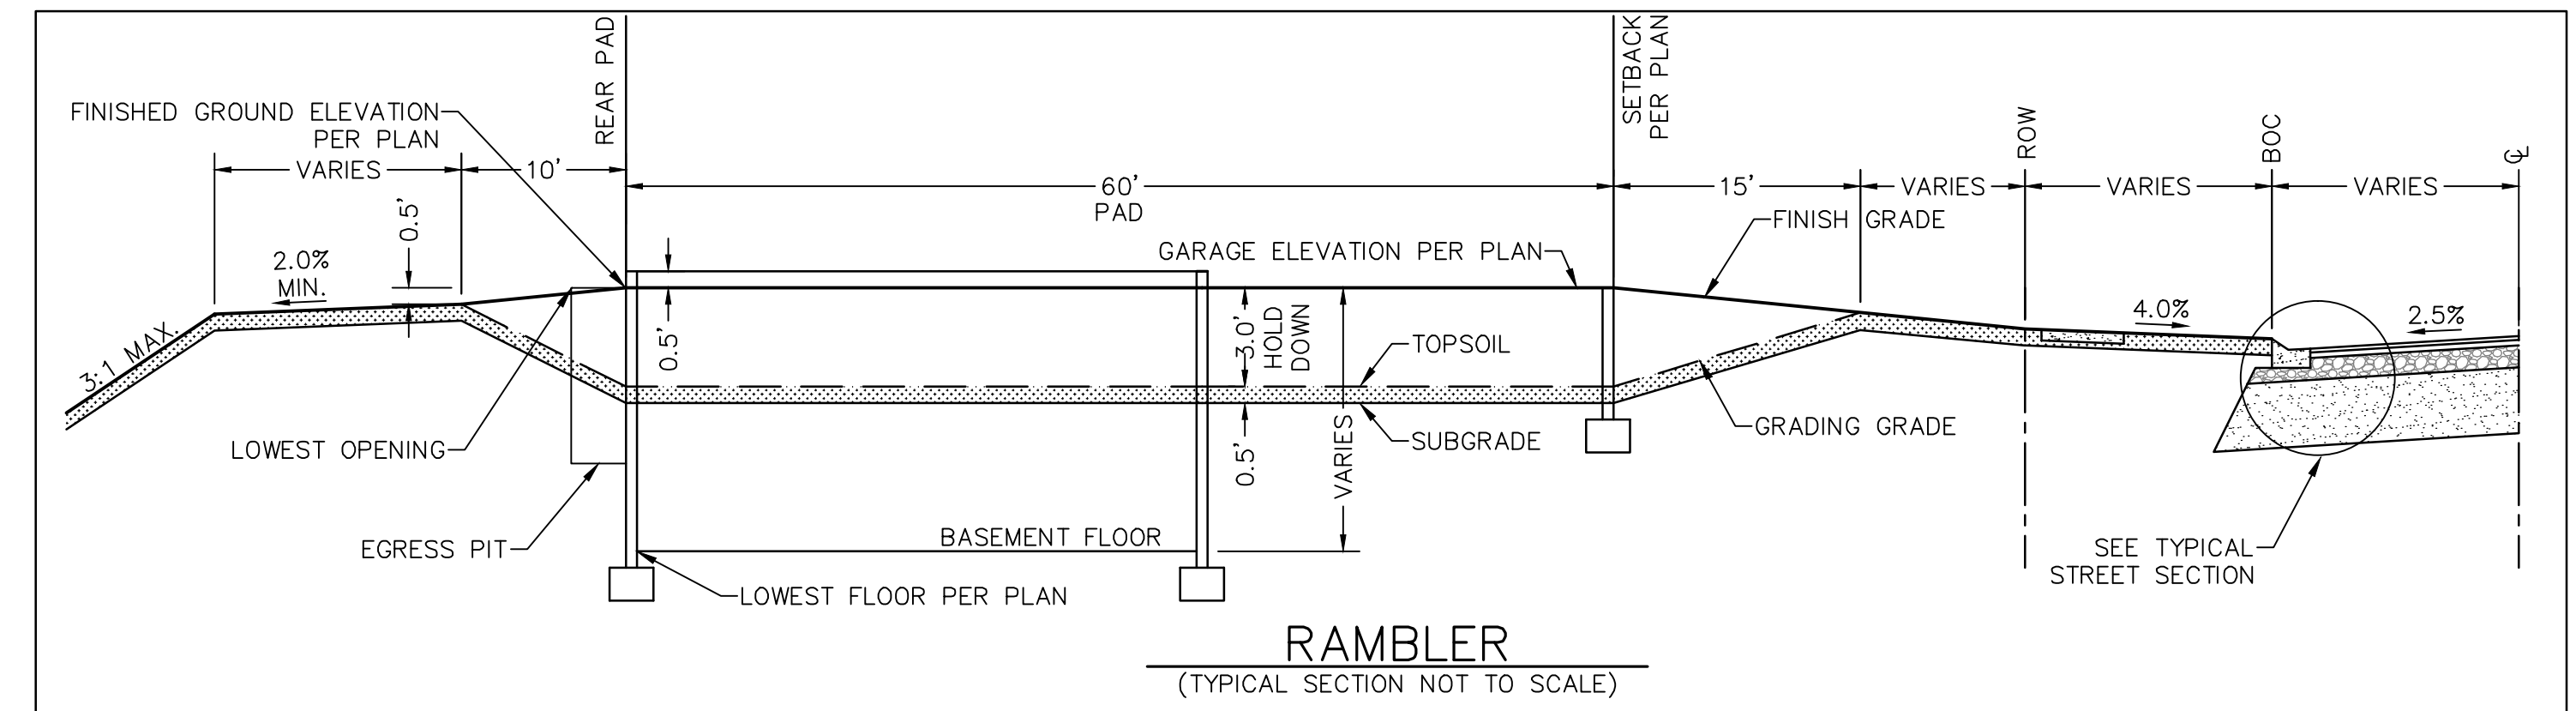 REAR PAD
SETBACK
PER PLAN
FINISHED GROUND ELEVATION
PER PLAN
ROW
BOC
℄
VARIES
10'
60'
PAD
15'
VARIES
VARIES
VARIES
0.5'
FINISH GRADE
GARAGE ELEVATION PER PLAN
2.0%
MIN.
3:1 MAX.
0.5'
3.0'
HOLD
DOWN
TOPSOIL
4.0%
2.5%
LOWEST OPENING
0.5'
VARIES
SUBGRADE
GRADING GRADE
EGRESS PIT
BASEMENT FLOOR
SEE TYPICAL
STREET SECTION
LOWEST FLOOR PER PLAN
RAMBLER
(TYPICAL SECTION NOT TO SCALE)